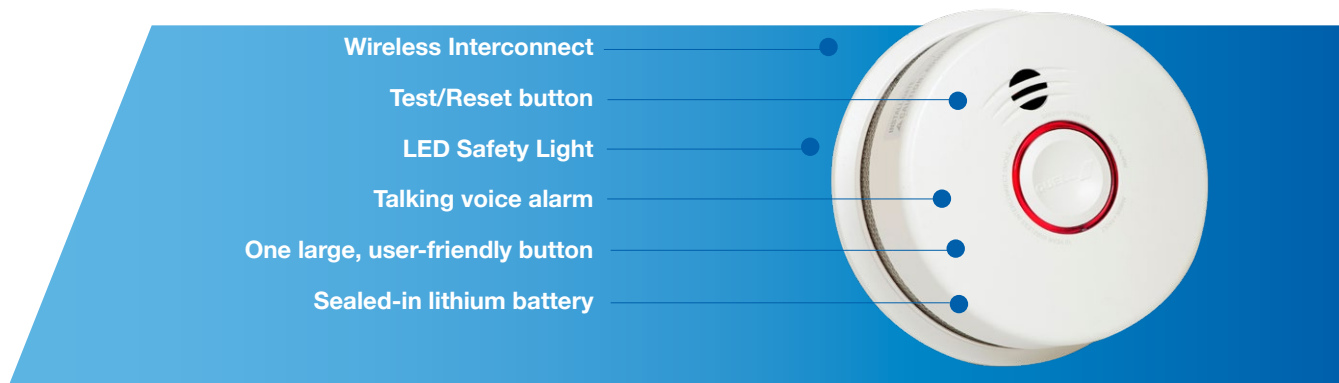 Wireless Interconnect
Test/Reset button
LED Safety Light
Talking voice alarm
One large, user-friendly button
Sealed-in lithium battery